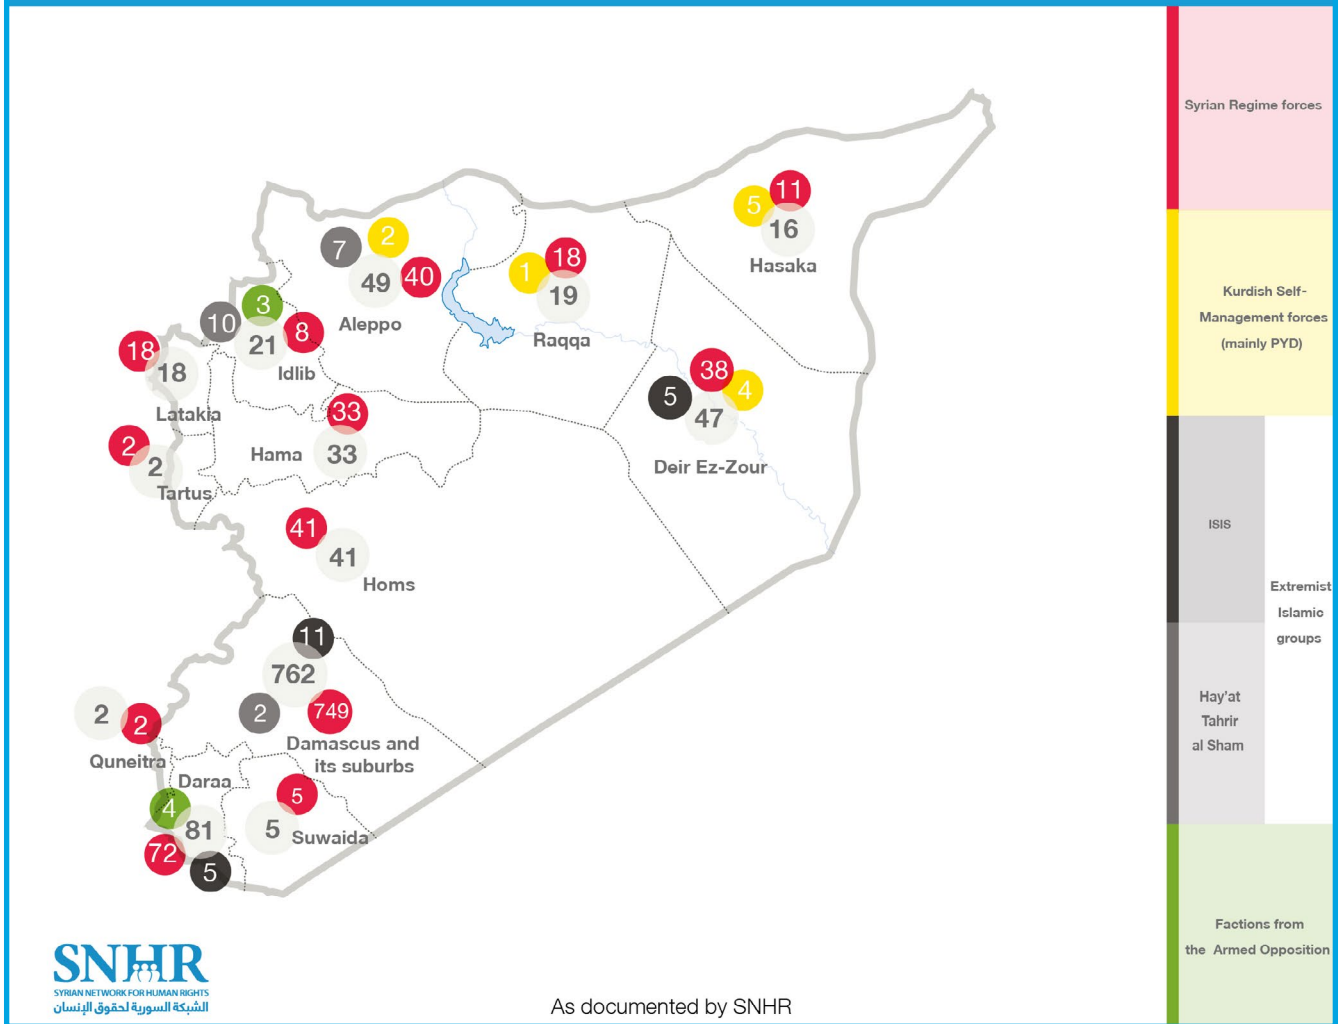 Syrian Regime forces
Kurdish Self-
Management forces
(mainly PYD)
ISIS
Extremist
Islamic
groups
Hay'at
Tahrir
al Sham
Factions from
the Armed Opposition
11
5
16
Hasaka
2
7
40
49
Aleppo
18
1
19
Raqqa
3
10
8
21
Idlib
18
18
Latakia
38
5
4
47
Deir Ez-Zour
33
33
Hama
2
2
Tartus
41
41
Homs
11
762
2
749
Damascus and
its suburbs
2
2
Quneitra
Daraa
4
81
72
5
5
5
Suwaida
SNHR
SYRIAN NETWORK FOR HUMAN RIGHTS
الشبكة السورية لحقوق الإنسان
As documented by SNHR